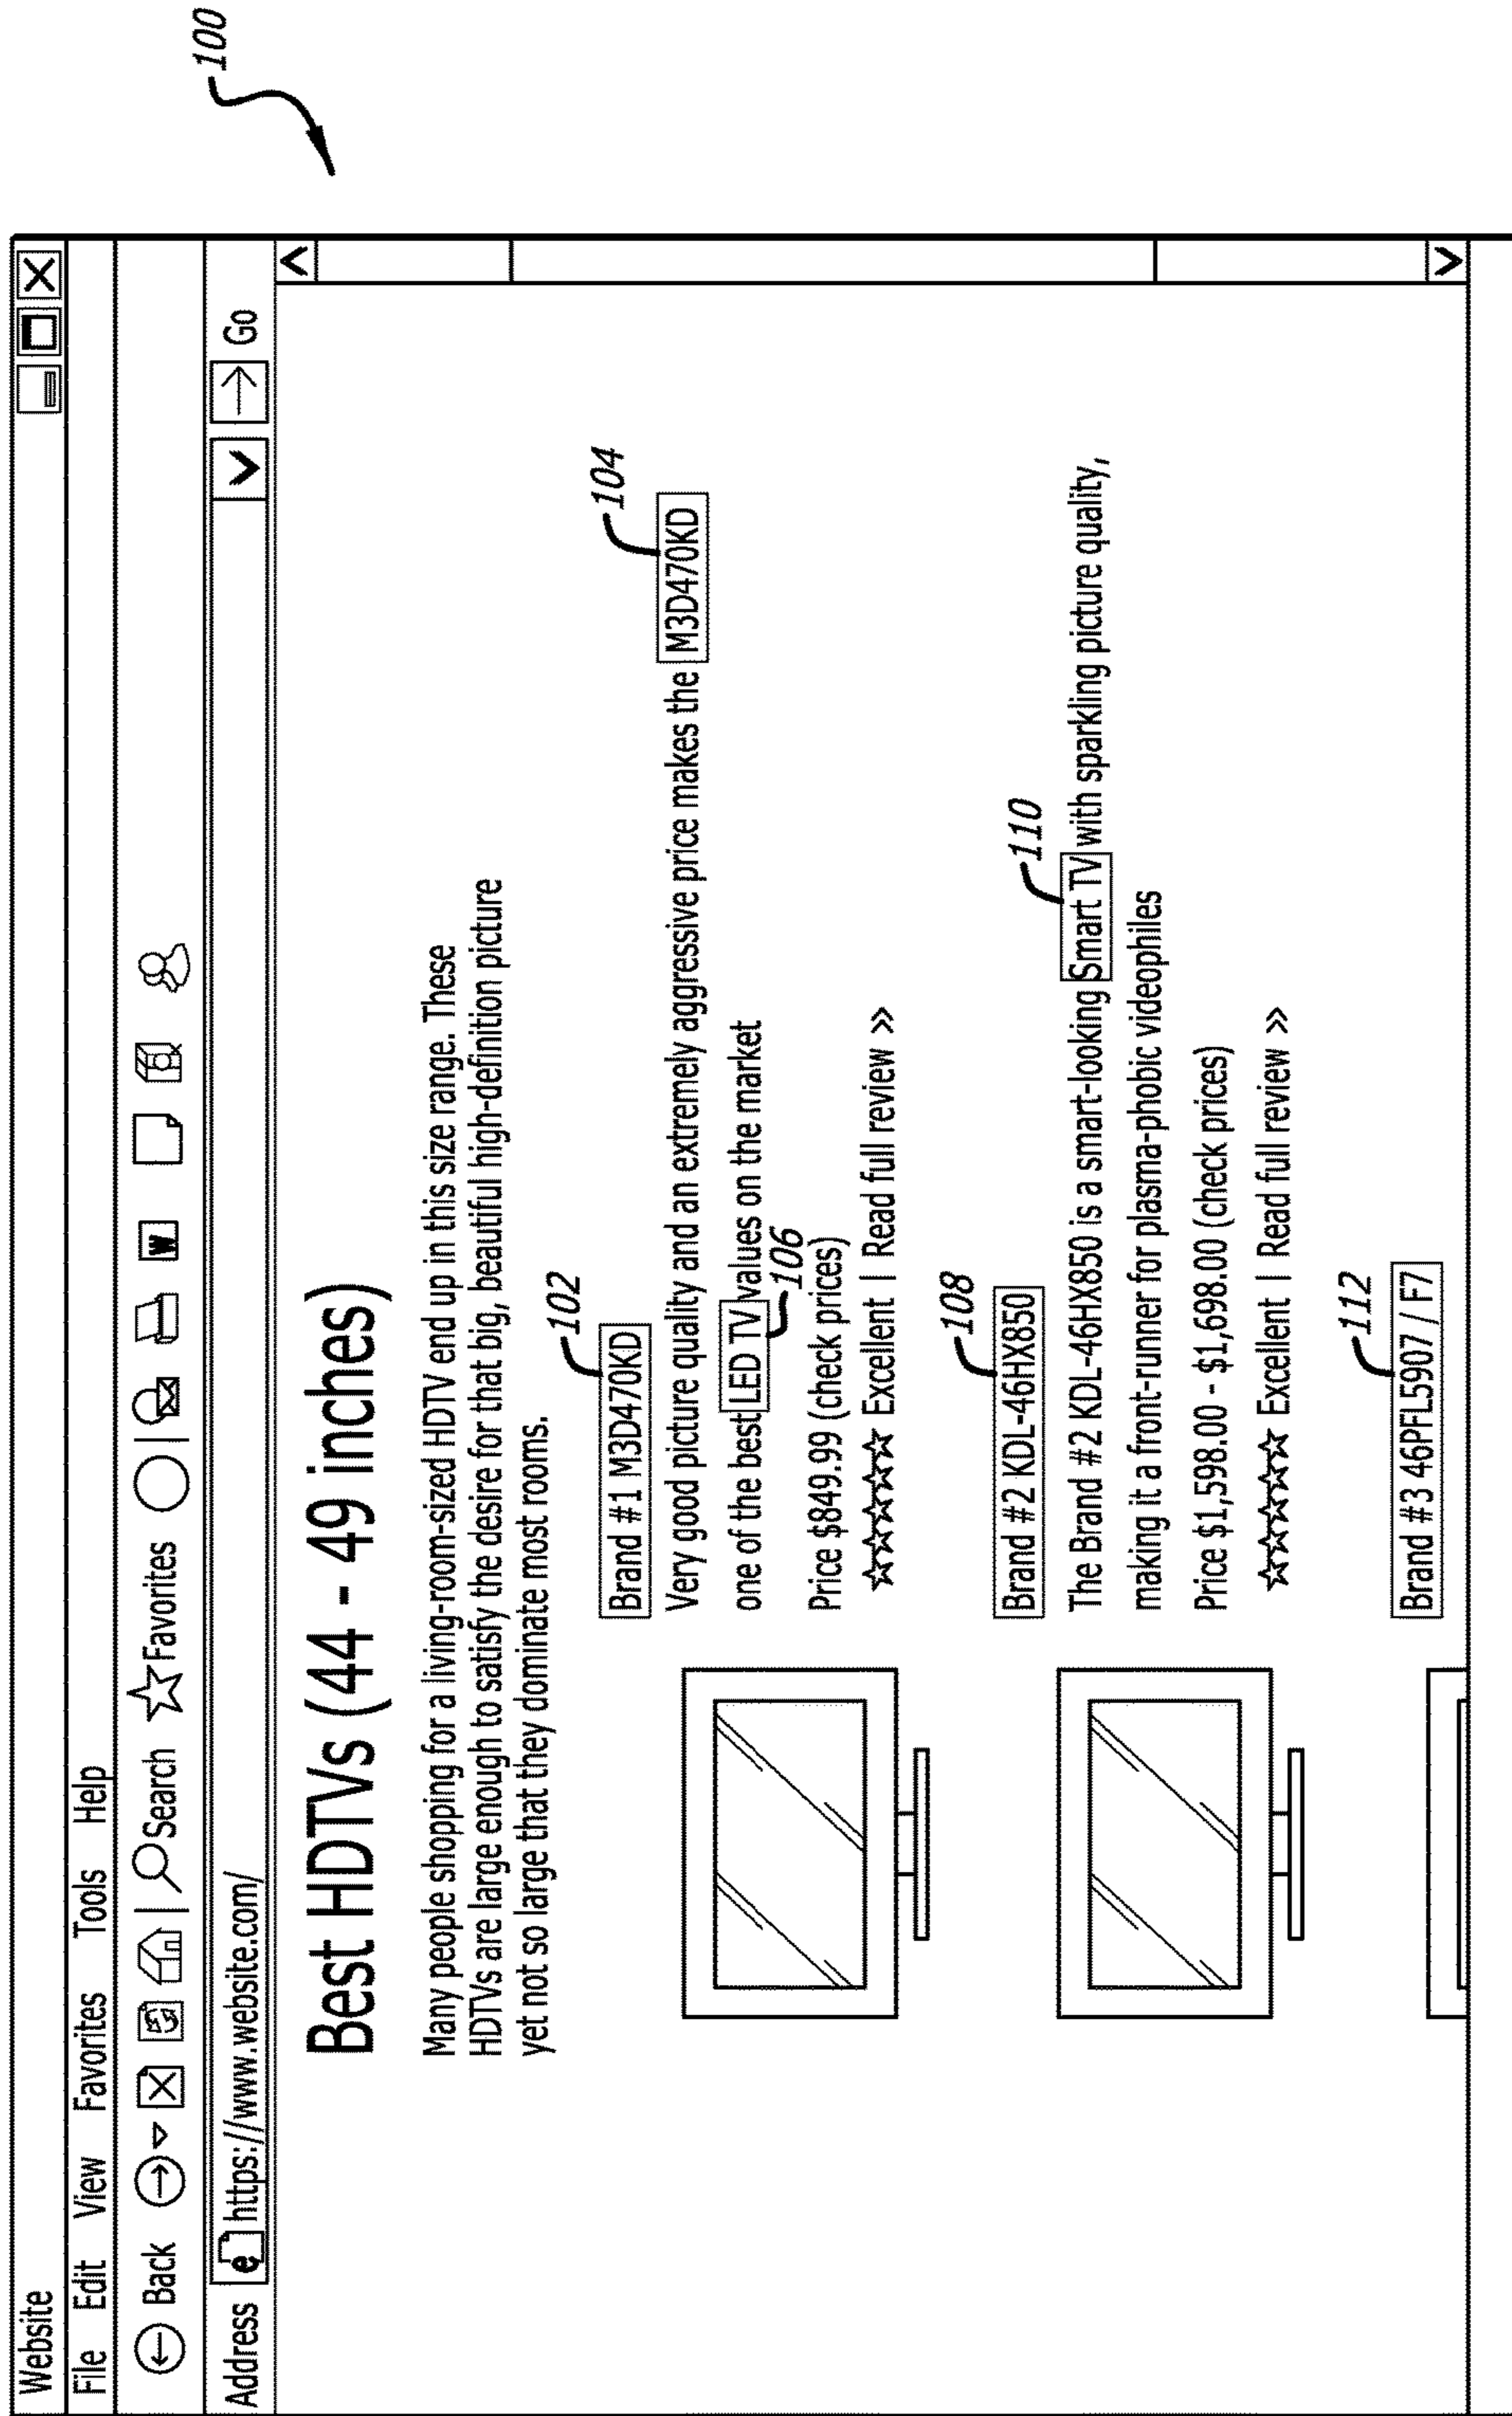 100
Website
File Edit View Favorites Tools Help
Back Search Favorites W
Address e https://www.website.com/ Go
Best HDTVs (44 - 49 inches)
Many people shopping for a living-room-sized HDTV end up in this size range. These
HDTVs are large enough to satisfy the desire for that big, beautiful high-definition picture
yet not so large that they dominate most rooms.
102
Brand #1 M3D470KD
104
Very good picture quality and an extremely aggressive price makes the M3D470KD
one of the best LED TV values on the market
106
Price $849.99 (check prices)
☆☆☆☆☆ Excellent | Read full review >>
108
Brand #2 KDL-46HX850
110
The Brand #2 KDL-46HX850 is a smart-looking Smart TV with sparkling picture quality,
making it a front-runner for plasma-phobic videophiles
Price $1,598.00 - $1,698.00 (check prices)
☆☆☆☆☆ Excellent | Read full review >>
112
Brand #3 46PFL5907 / F7